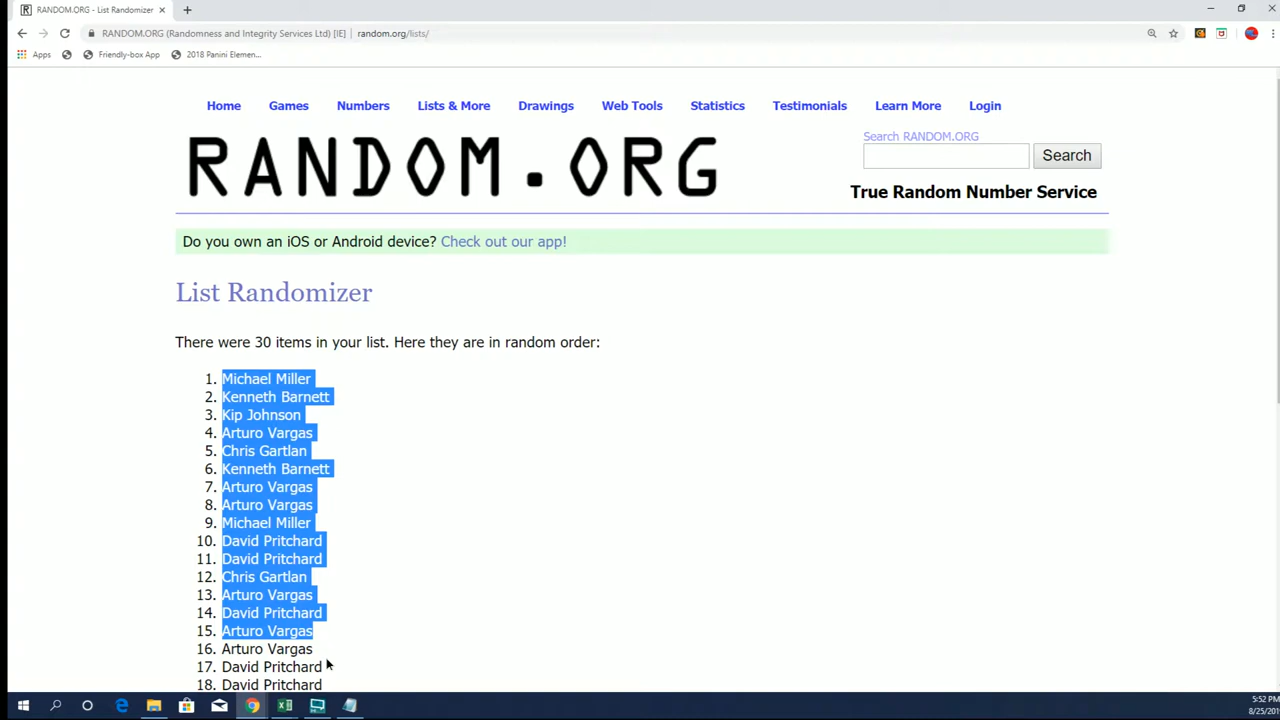 RANDOM.ORG - List Randomizer
RANDOM.ORG (Randomness and Integrity Services Ltd) [IE] | random.org/lists/
Apps Friendly-box App 2018 Panini Elemen...
Home Games Numbers Lists & More Drawings Web Tools Statistics Testimonials Learn More Login
RANDOM.ORG
Search RANDOM.ORG
Search
True Random Number Service
Do you own an iOS or Android device? Check out our app!
List Randomizer
There were 30 items in your list. Here they are in random order:
1. Michael Miller
2. Kenneth Barnett
3. Kip Johnson
4. Arturo Vargas
5. Chris Gartlan
6. Kenneth Barnett
7. Arturo Vargas
8. Arturo Vargas
9. Michael Miller
10. David Pritchard
11. David Pritchard
12. Chris Gartlan
13. Arturo Vargas
14. David Pritchard
15. Arturo Vargas
16. Arturo Vargas
17. David Pritchard
18. David Pritchard
5:52 PM